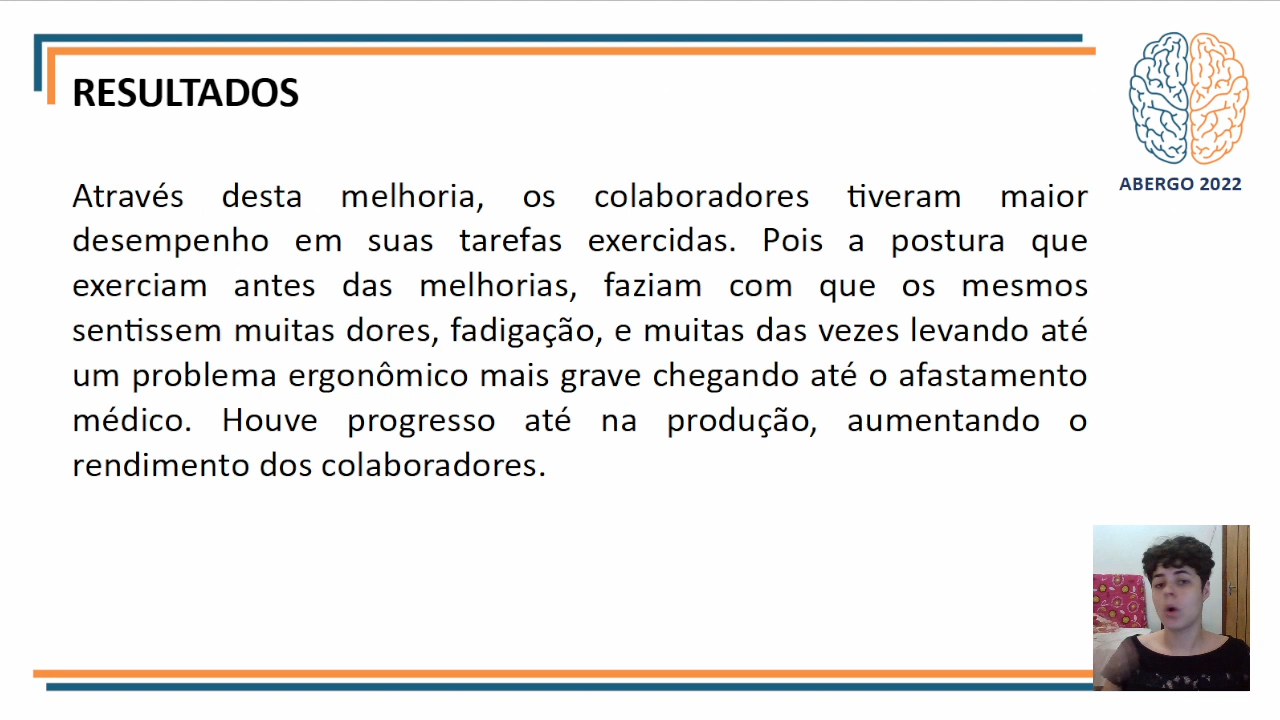 RESULTADOS
Através desta melhoria, os colaboradores tiveram maior
desempenho em suas tarefas exercidas. Pois a postura que
exerciam antes das melhorias, faziam com que os mesmos
sentissem muitas dores, fadigação, e muitas das vezes levando até
um problema ergonômico mais grave chegando até o afastamento
médico. Houve progresso até na produção, aumentando o
rendimento dos colaboradores.
ABERGO 2022